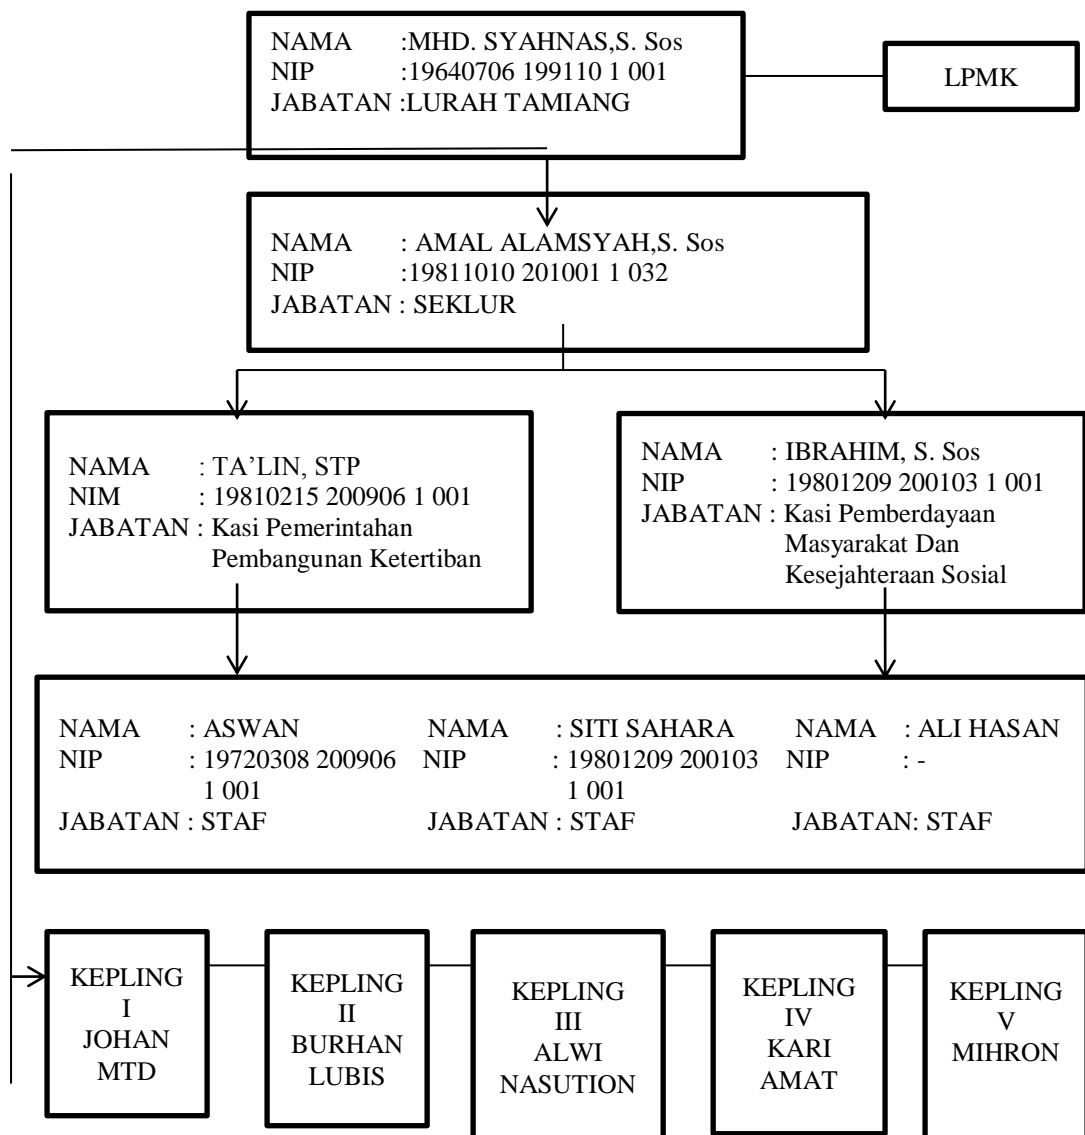 NAMA :MHD. SYAHNAS,S. Sos
NIP :19640706 199110 1 001
JABATAN :LURAH TAMIANG
LPMK
NAMA : AMAL ALAMSYAH,S. Sos
NIP :19811010 201001 1 032
JABATAN : SEKLUR
NAMA : TA’LIN, STP
NIM : 19810215 200906 1 001
JABATAN : Kasi Pemerintahan
Pembangunan Ketertiban
NAMA : IBRAHIM, S. Sos
NIP : 19801209 200103 1 001
JABATAN : Kasi Pemberdayaan
Masyarakat Dan
Kesejahteraan Sosial
NAMA : ASWAN
NIP : 19720308 200906
1 001
JABATAN : STAF
NAMA : SITI SAHARA
NIP : 19801209 200103
1 001
JABATAN : STAF
NAMA : ALI HASAN
NIP : -
JABATAN: STAF
KEPLING
I
JOHAN
MTD
KEPLING
II
BURHAN
LUBIS
KEPLING
III
ALWI
NASUTION
KEPLING
IV
KARI
AMAT
KEPLING
V
MIHRON